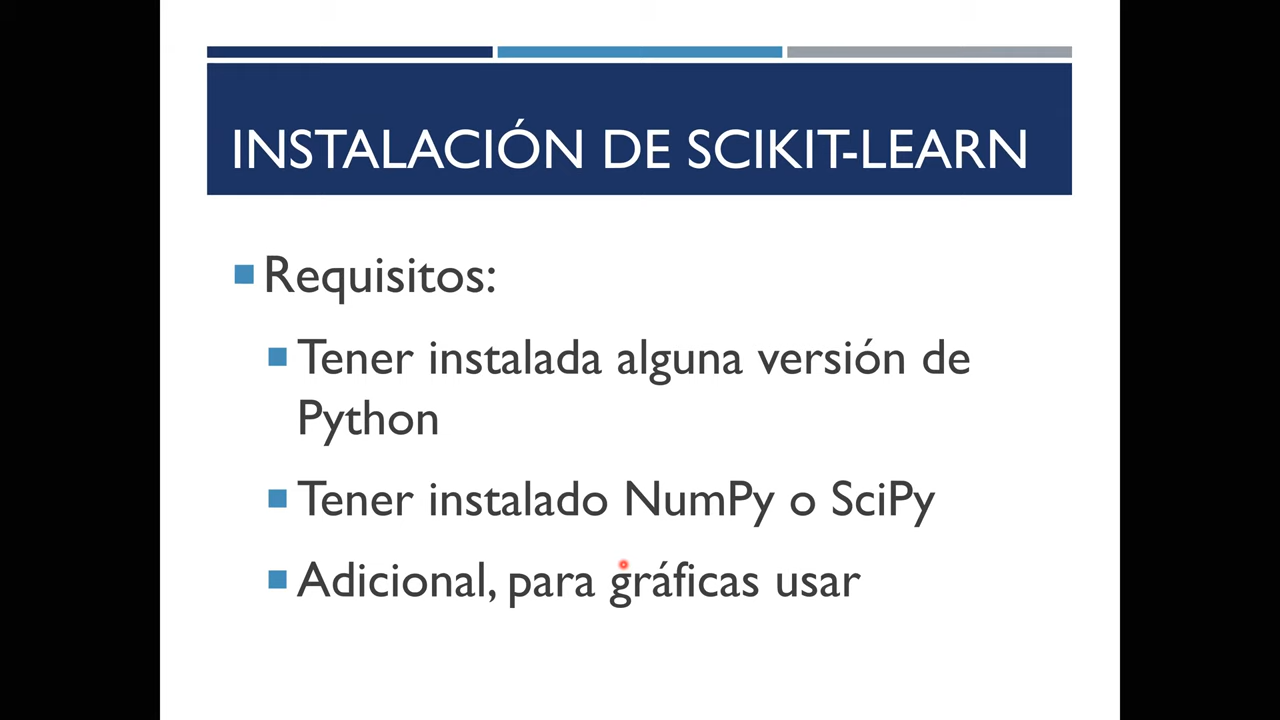 INSTALACIÓN DE SCIKIT-LEARN
Requisitos:
Tener instalada alguna versión de
Python
Tener instalado NumPy o SciPy
Adicional, para gráficas usar